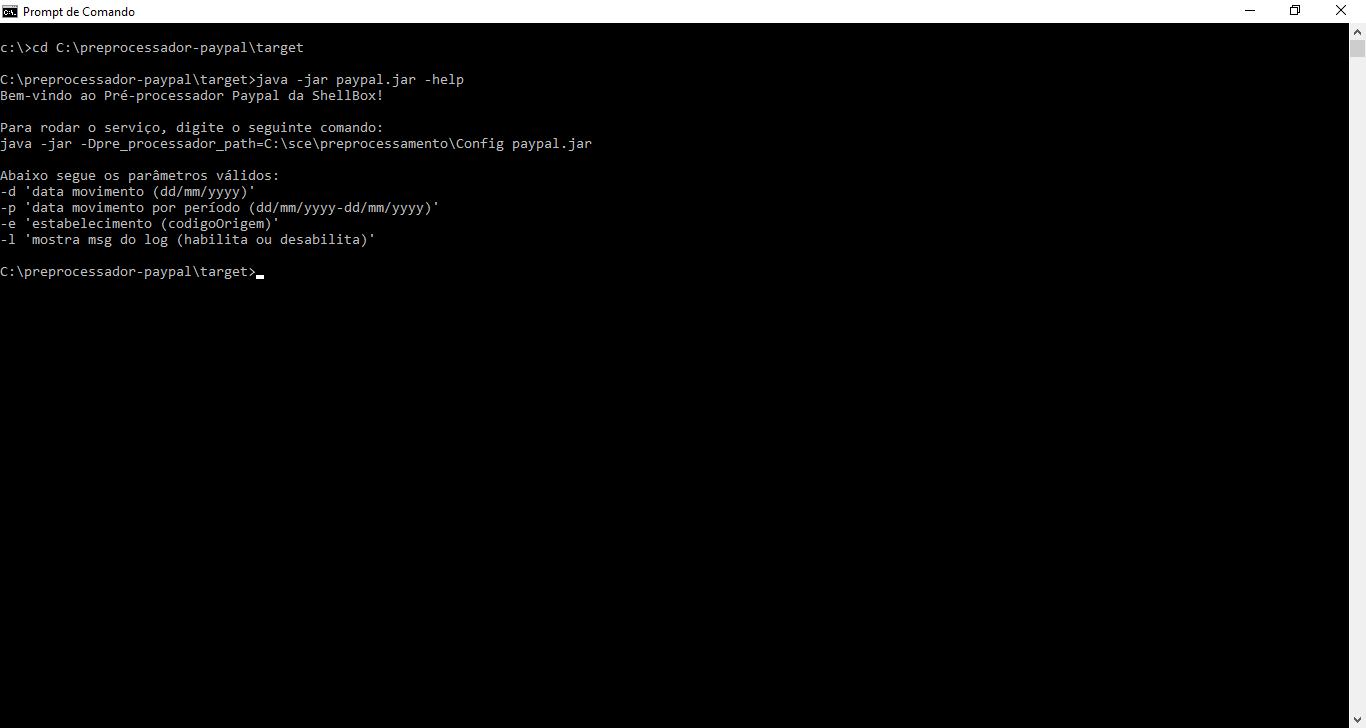 Prompt de Comando
c:\>cd C:\preprocessador-paypal\target
C:\preprocessador-paypal\target>java -jar paypal.jar -help
Bem-vindo ao Pré-processador Paypal da ShellBox!
Para rodar o serviço, digite o seguinte comando:
java -jar -Dpre_processador_path=C:\sce\preprocessamento\Config paypal.jar
Abaixo segue os parâmetros válidos:
-d 'data movimento (dd/mm/yyyy)'
-p 'data movimento por período (dd/mm/yyyy-dd/mm/yyyy)'
-e 'estabelecimento (codigoOrigem)'
-l 'mostra msg do log (habilita ou desabilita)'
C:\preprocessador-paypal\target>